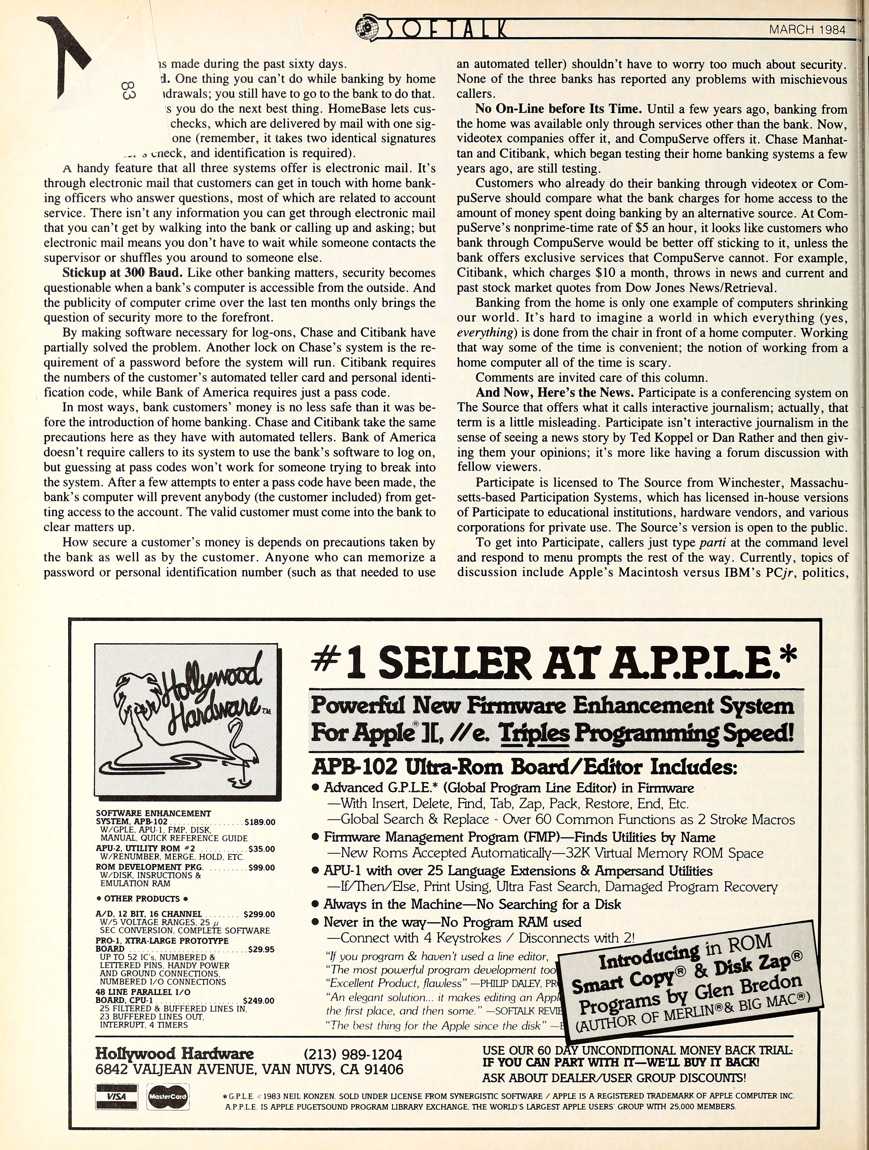 SOFTALK
MARCH 1984
83
s made during the past sixty days.
One thing you can't do while banking by home
drawals; you still have to go to the bank to do that.
s you do the next best thing. HomeBase lets cus-
checks, which are delivered by mail with one sig-
one (remember, it takes two identical signatures
check, and identification is required).
A handy feature that all three systems offer is electronic mail. It's
through electronic mail that customers can get in touch with home bank-
ing officers who answer questions, most of which are related to account
service. There isn't any information you can get through electronic mail
that you can't get by walking into the bank or calling up and asking; but
electronic mail means you don't have to wait while someone contacts the
supervisor or shuffles you around to someone else.
Stickup at 300 Baud. Like other banking matters, security becomes
questionable when a bank's computer is accessible from the outside. And
the publicity of computer crime over the last ten months only brings the
question of security more to the forefront.
By making software necessary for log-ons, Chase and Citibank have
partially solved the problem. Another lock on Chase's system is the re-
quirement of a password before the system will run. Citibank requires
the numbers of the customer's automated teller card and personal identi-
fication code, while Bank of America requires just a pass code.
In most ways, bank customers' money is no less safe than it was be-
fore the introduction of home banking. Chase and Citibank take the same
precautions here as they have with automated tellers. Bank of America
doesn't require callers to its system to use the bank's software to log on,
but guessing at pass codes won't work for someone trying to break into
the system. After a few attempts to enter a pass code have been made, the
bank's computer will prevent anybody (the customer included) from get-
ting access to the account. The valid customer must come into the bank to
clear matters up.
How secure a customer's money is depends on precautions taken by
the bank as well as by the customer. Anyone who can memorize a
password or personal identification number (such as that needed to use
an automated teller) shouldn't have to worry too much about security.
None of the three banks has reported any problems with mischievous
callers.
No On-Line before Its Time. Until a few years ago, banking from
the home was available only through services other than the bank. Now,
videotex companies offer it, and CompuServe offers it. Chase Manhat-
tan and Citibank, which began testing their home banking systems a few
years ago, are still testing.
Customers who already do their banking through videotex or Com-
puServe should compare what the bank charges for home access to the
amount of money spent doing banking by an alternative source. At Com-
puServe's nonprime-time rate of $5 an hour, it looks like customers who
bank through CompuServe would be better off sticking to it, unless the
bank offers exclusive services that CompuServe cannot. For example,
Citibank, which charges $10 a month, throws in news and current and
past stock market quotes from Dow Jones News/Retrieval.
Banking from the home is only one example of computers shrinking
our world. It's hard to imagine a world in which everything (yes,
everything) is done from the chair in front of a home computer. Working
that way some of the time is convenient; the notion of working from a
home computer all of the time is scary.
Comments are invited care of this column.
And Now, Here's the News. Participate is a conferencing system on
The Source that offers what it calls interactive journalism; actually, that
term is a little misleading. Participate isn't interactive journalism in the
sense of seeing a news story by Ted Koppel or Dan Rather and then giv-
ing them your opinions; it's more like having a forum discussion with
fellow viewers.
Participate is licensed to The Source from Winchester, Massachu-
setts-based Participation Systems, which has licensed in-house versions
of Participate to educational institutions, hardware vendors, and various
corporations for private use. The Source's version is open to the public.
To get into Participate, callers just type parti at the command level
and respond to menu prompts the rest of the way. Currently, topics of
discussion include Apple's Macintosh versus IBM's PCjr, politics,
Hollywood
Hardware™
SOFTWARE ENHANCEMENT
SYSTEM, APB-102 $189.00
W/GPLE, APU-1, FMP, DISK,
MANUAL, QUICK REFERENCE GUIDE
APU-2, UTILITY ROM #2 $35.00
W/RENUMBER, MERGE, HOLD, ETC.
ROM DEVELOPMENT PKG. $99.00
W/DISK, INSRUCTIONS &
EMULATION RAM
• OTHER PRODUCTS •
A/D, 12 BIT, 16 CHANNEL $299.00
W/5 VOLTAGE RANGES, 25 µ
SEC CONVERSION, COMPLETE SOFTWARE
PRO-1, XTRA-LARGE PROTOTYPE
BOARD $29.95
UP TO 52 IC's, NUMBERED &
LETTERED PINS, HANDY POWER
AND GROUND CONNECTIONS,
NUMBERED I/O CONNECTIONS
48 LINE PARALLEL I/O
BOARD, CPU-1 $249.00
25 FILTERED & BUFFERED LINES IN,
23 BUFFERED LINES OUT,
INTERRUPT, 4 TIMERS
#1 SELLER AT A.P.P.L.E.*
Powerful New Firmware Enhancement System
For Apple® ][, //e. Triples Programming Speed!
APB-102 Ultra-Rom Board/Editor Includes:
• Advanced G.P.L.E.* (Global Program Line Editor) in Firmware
—With Insert, Delete, Find, Tab, Zap, Pack, Restore, End, Etc.
—Global Search & Replace - Over 60 Common Functions as 2 Stroke Macros
• Firmware Management Program (FMP)—Finds Utilities by Name
—New Roms Accepted Automatically—32K Virtual Memory ROM Space
• APU-1 with over 25 Language Extensions & Ampersand Utilities
—If/Then/Else, Print Using, Ultra Fast Search, Damaged Program Recovery
• Always in the Machine—No Searching for a Disk
• Never in the way—No Program RAM used
—Connect with 4 Keystrokes / Disconnects with 2!
"If you program & haven't used a line editor,
"The most powerful program development too
"Excellent Product, flawless" —PHILIP DALEY, PR
"An elegant solution... it makes editing an Appl
the first place, and then some." —SOFTALK REVIE
"The best thing for the Apple since the disk" —
Introducing in ROM
Smart Copy® & Disk Zap®
Programs by Glen Bredon
(AUTHOR OF MERLIN® & BIG MAC®)
Hollywood Hardware (213) 989-1204
6842 VALJEAN AVENUE, VAN NUYS, CA 91406
USE OUR 60 DAY UNCONDITIONAL MONEY BACK TRIAL-
IF YOU CAN PART WITH IT—WE'LL BUY IT BACK!
ASK ABOUT DEALER/USER GROUP DISCOUNTS!
VISA
MasterCard
*G.P.L.E. © 1983 NEIL KONZEN. SOLD UNDER LICENSE FROM SYNERGISTIC SOFTWARE / APPLE IS A REGISTERED TRADEMARK OF APPLE COMPUTER INC.
A.P.P.L.E. IS APPLE PUGETSOUND PROGRAM LIBRARY EXCHANGE, THE WORLD'S LARGEST APPLE USERS' GROUP WITH 25,000 MEMBERS.